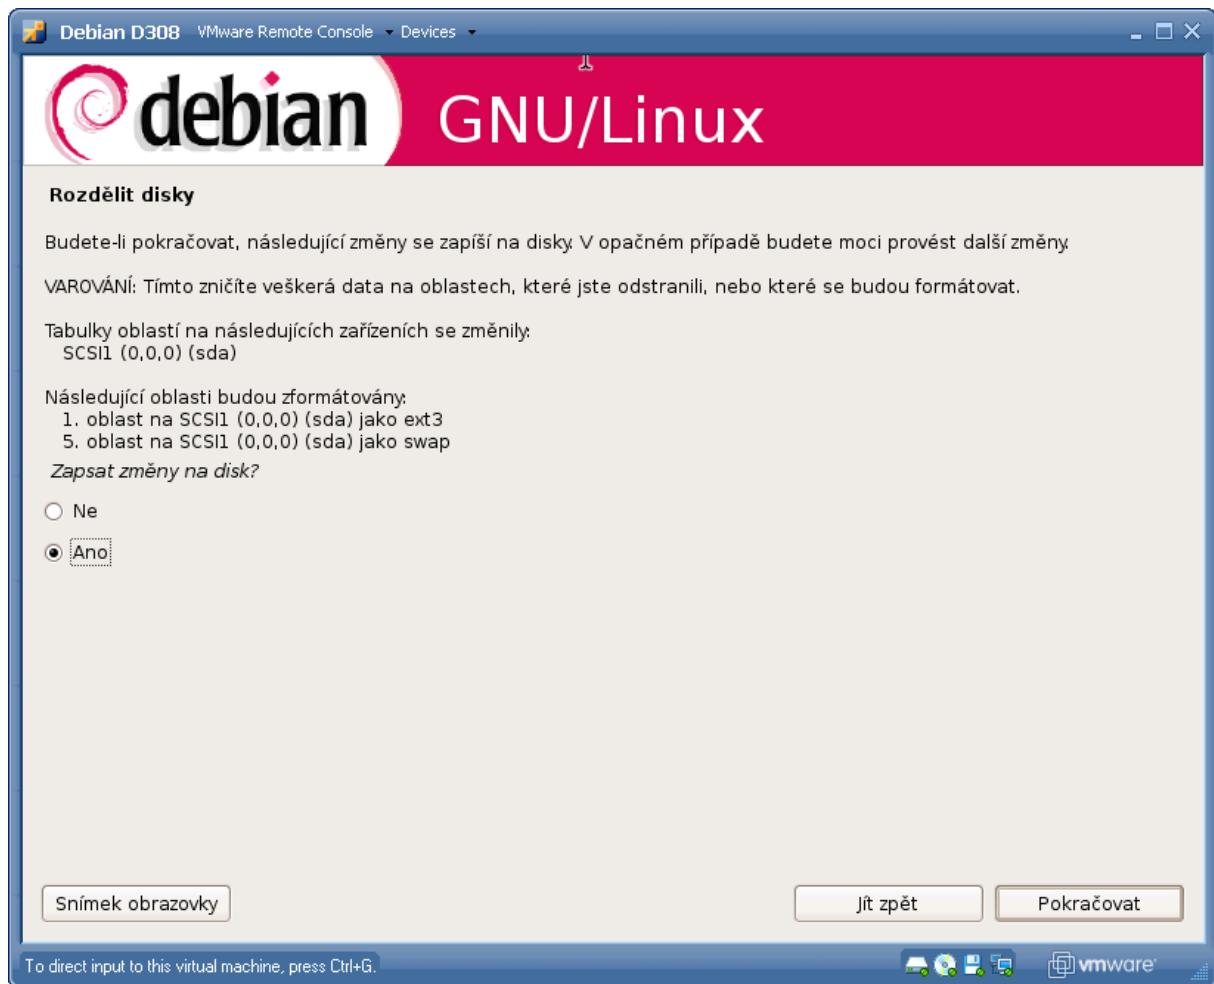 Debian D308 VMware Remote Console Devices
debian GNU/Linux
Rozdělit disky
Budete-li pokračovat, následující změny se zapíší na disky. V opačném případě budete moci provést další změny.
VAROVÁNÍ: Tímto zničíte veškerá data na oblastech, které jste odstranili, nebo které se budou formátovat.
Tabulky oblastí na následujících zařízeních se změnily:
SCSI1 (0,0,0) (sda)
Následující oblasti budou zformátovány:
1. oblast na SCSI1 (0,0,0) (sda) jako ext3
5. oblast na SCSI1 (0,0,0) (sda) jako swap
Zapsat změny na disk?
Ne
Ano
Snímek obrazovky Jít zpět Pokračovat
To direct input to this virtual machine, press Ctrl+G. vmware